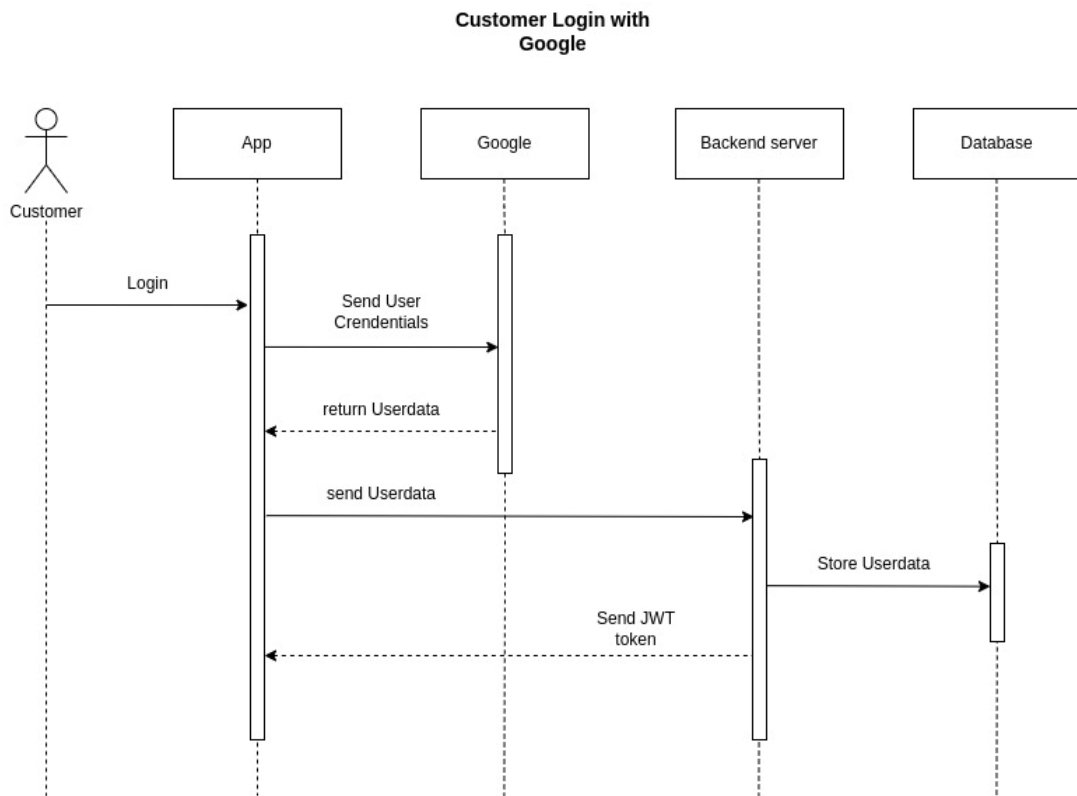 Customer Login with
Google
App
Google
Backend server
Database
Customer
Login
Send User
Crendentials
return Userdata
send Userdata
Store Userdata
Send JWT
token